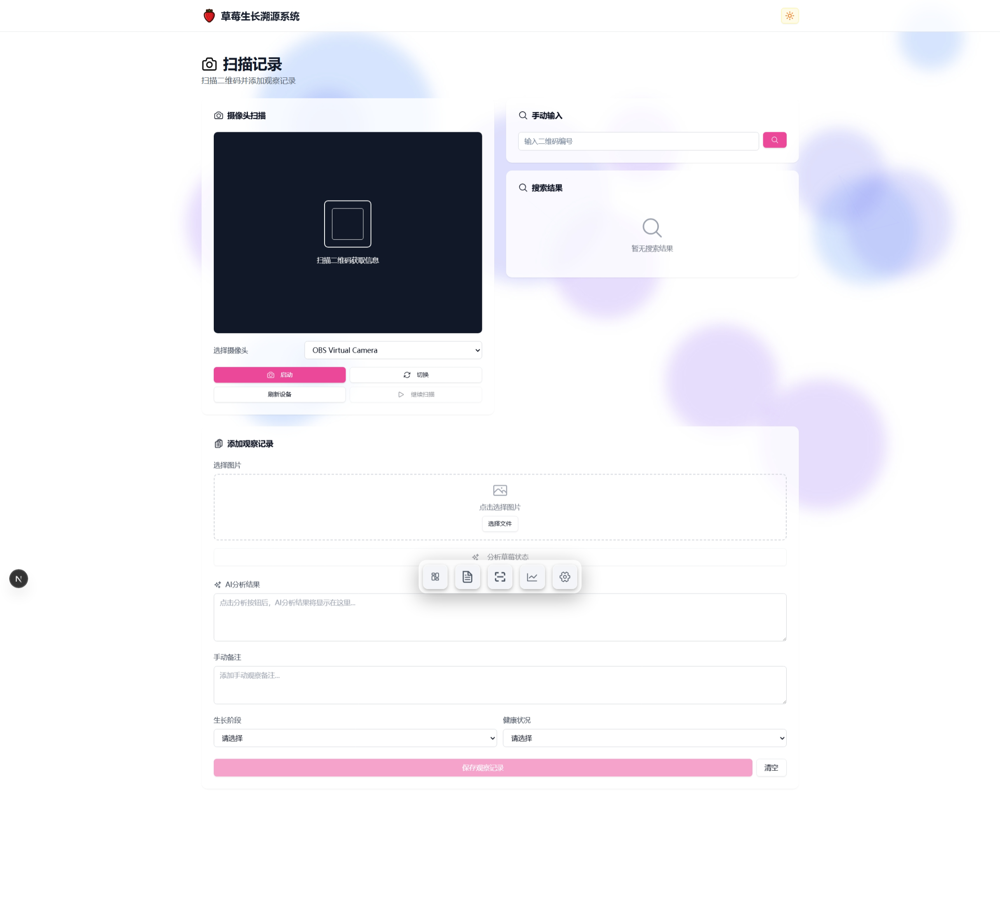 草莓生长溯源系统
扫描记录
扫描二维码并添加观察记录
摄像头扫描
扫描二维码获取信息
选择摄像头
OBS Virtual Camera
启动
切换
刷新设备
继续扫描
手动输入
输入二维码编号
搜索结果
暂无搜索结果
添加观察记录
选择图片
点击选择图片
选择文件
分析草莓状态
AI分析结果
点击分析按钮后，AI分析结果将显示在这里...
手动备注
添加手动观察备注...
生长阶段
请选择
健康状况
请选择
保存观察记录
清空
N